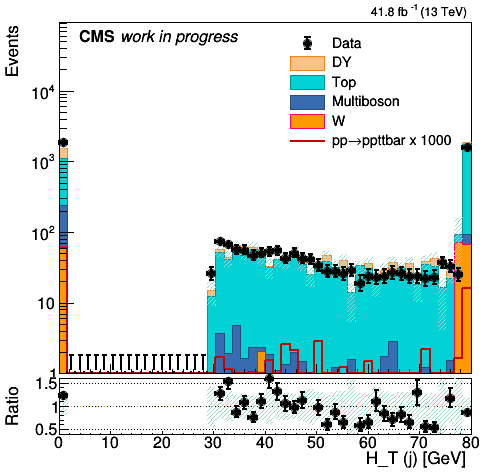 41.8 fb⁻¹ (13 TeV)
CMS work in progress
Data
DY
Top
Multiboson
W
pp→ppttbar x 1000
Events
10⁴
10³
10²
10
1
1.5
1
0.5
Ratio
0 10 20 30 40 50 60 70 80
H_T (j) [GeV]